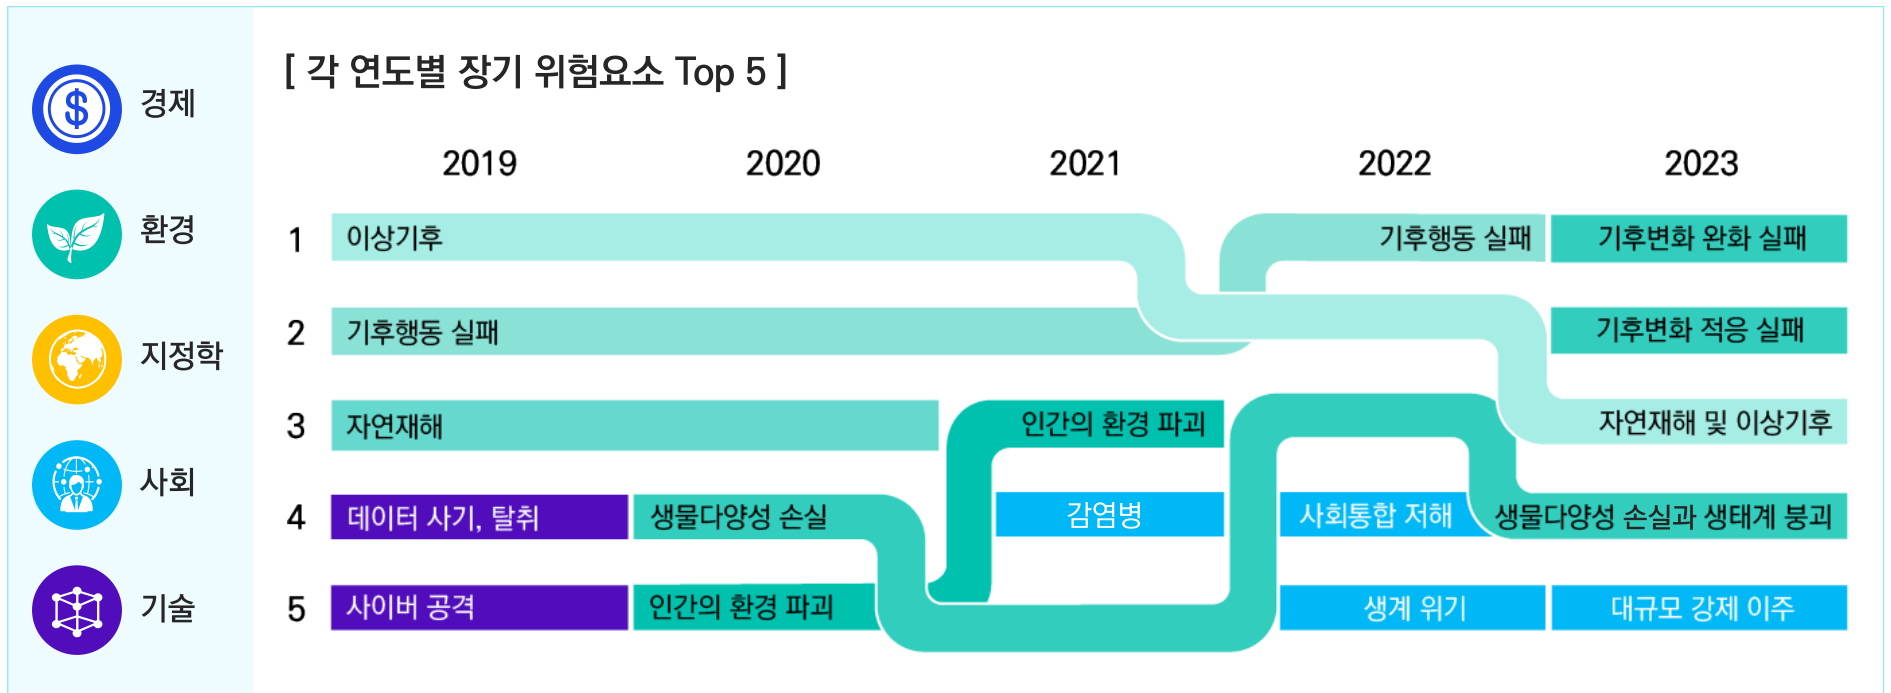 경제
환경
지정학
사회
기술
[ 각 연도별 장기 위험요소 Top 5 ]
2019 2020 2021 2022 2023
1 이상기후 기후행동 실패 기후변화 완화 실패
2 기후행동 실패 기후변화 적응 실패
3 자연재해 인간의 환경 파괴 자연재해 및 이상기후
4 데이터 사기, 탈취 생물다양성 손실 감염병 사회통합 저해 생물다양성 손실과 생태계 붕괴
5 사이버 공격 인간의 환경 파괴 생계 위기 대규모 강제 이주